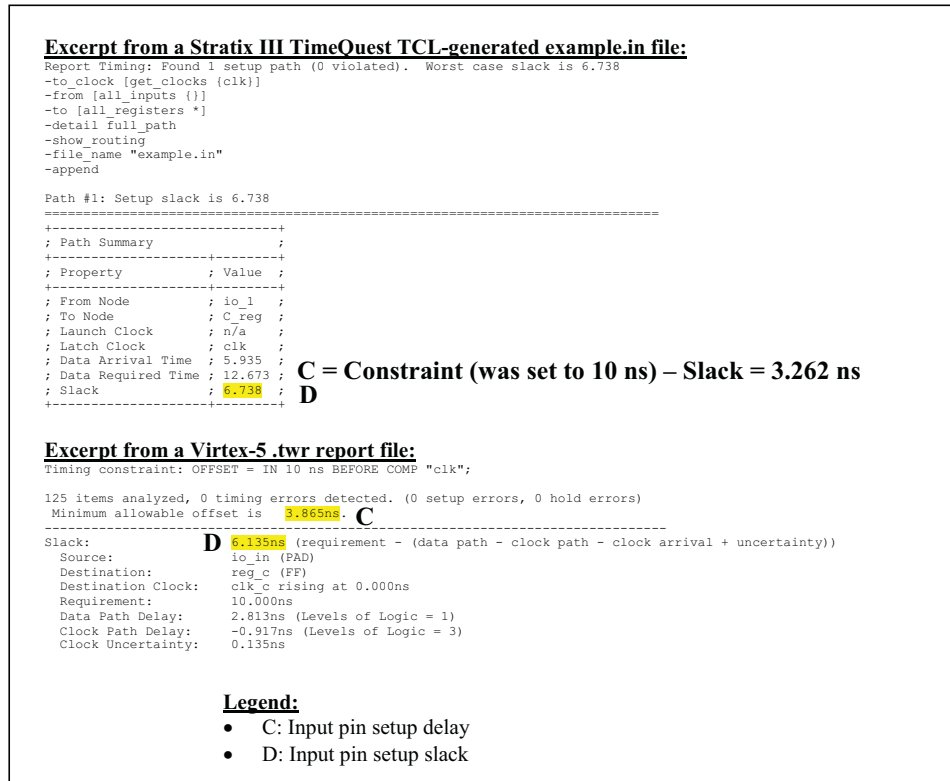 Excerpt from a Stratix III TimeQuest TCL-generated example.in file:
Report Timing: Found 1 setup path (0 violated).  Worst case slack is 6.738
-to_clock [get_clocks {clk}]
-from [all_inputs {}]
-to [all_registers *]
-detail full_path
-show_routing
-file_name "example.in"
-append
Path #1: Setup slack is 6.738
===============================================================================
+-----------------------------+
; Path Summary                ;
+--------------------+--------+
; Property           ; Value  ;
+--------------------+--------+
; From Node          ; io_1   ;
; To Node            ; C_reg  ;
; Launch Clock       ; n/a    ;
; Latch Clock        ; clk    ;
; Data Arrival Time  ; 5.935  ;
; Data Required Time ; 12.673 ; C = Constraint (was set to 10 ns) – Slack = 3.262 ns
; Slack              ; 6.738  ; D
+--------------------+--------+
Excerpt from a Virtex-5 .twr report file:
Timing constraint: OFFSET = IN 10 ns BEFORE COMP "clk";
125 items analyzed, 0 timing errors detected. (0 setup errors, 0 hold errors)
Minimum allowable offset is   3.865ns. C
--------------------------------------------------------------------------------
Slack: D 6.135ns (requirement - (data path - clock path - clock arrival + uncertainty))
Source: io_in (PAD)
Destination: reg_c (FF)
Destination Clock: clk_c rising at 0.000ns
Requirement: 10.000ns
Data Path Delay: 2.813ns (Levels of Logic = 1)
Clock Path Delay: -0.917ns (Levels of Logic = 3)
Clock Uncertainty: 0.135ns
Legend:
• C: Input pin setup delay
• D: Input pin setup slack